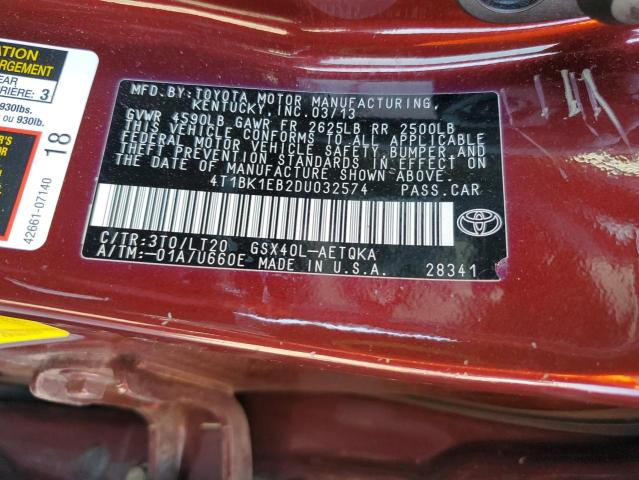 ATION
ARGEMENT
EAR
RRIÈRE: 3
930lbs.
ou 930lb.
18
42661-07140
MFD.BY:TOYOTA MOTOR MANUFACTURING,
KENTUCKY, INC.03/13
GVWR 4590LB GAWR FR 2625LB RR 2500LB
THIS VEHICLE CONFORMS TO ALL APPLICABLE
FEDERAL MOTOR VEHICLE SAFETY, BUMPER, AND
THEFT PREVENTION STANDARDS IN EFFECT ON
THE DATE OF MANUFACTURE SHOWN ABOVE.
4T1BK1EB2DU032574 PASS.CAR
C/TR:3T0/LT20 GSX40L-AETQKA
A/TM:-01A/U660E MADE IN U.S.A. 28341